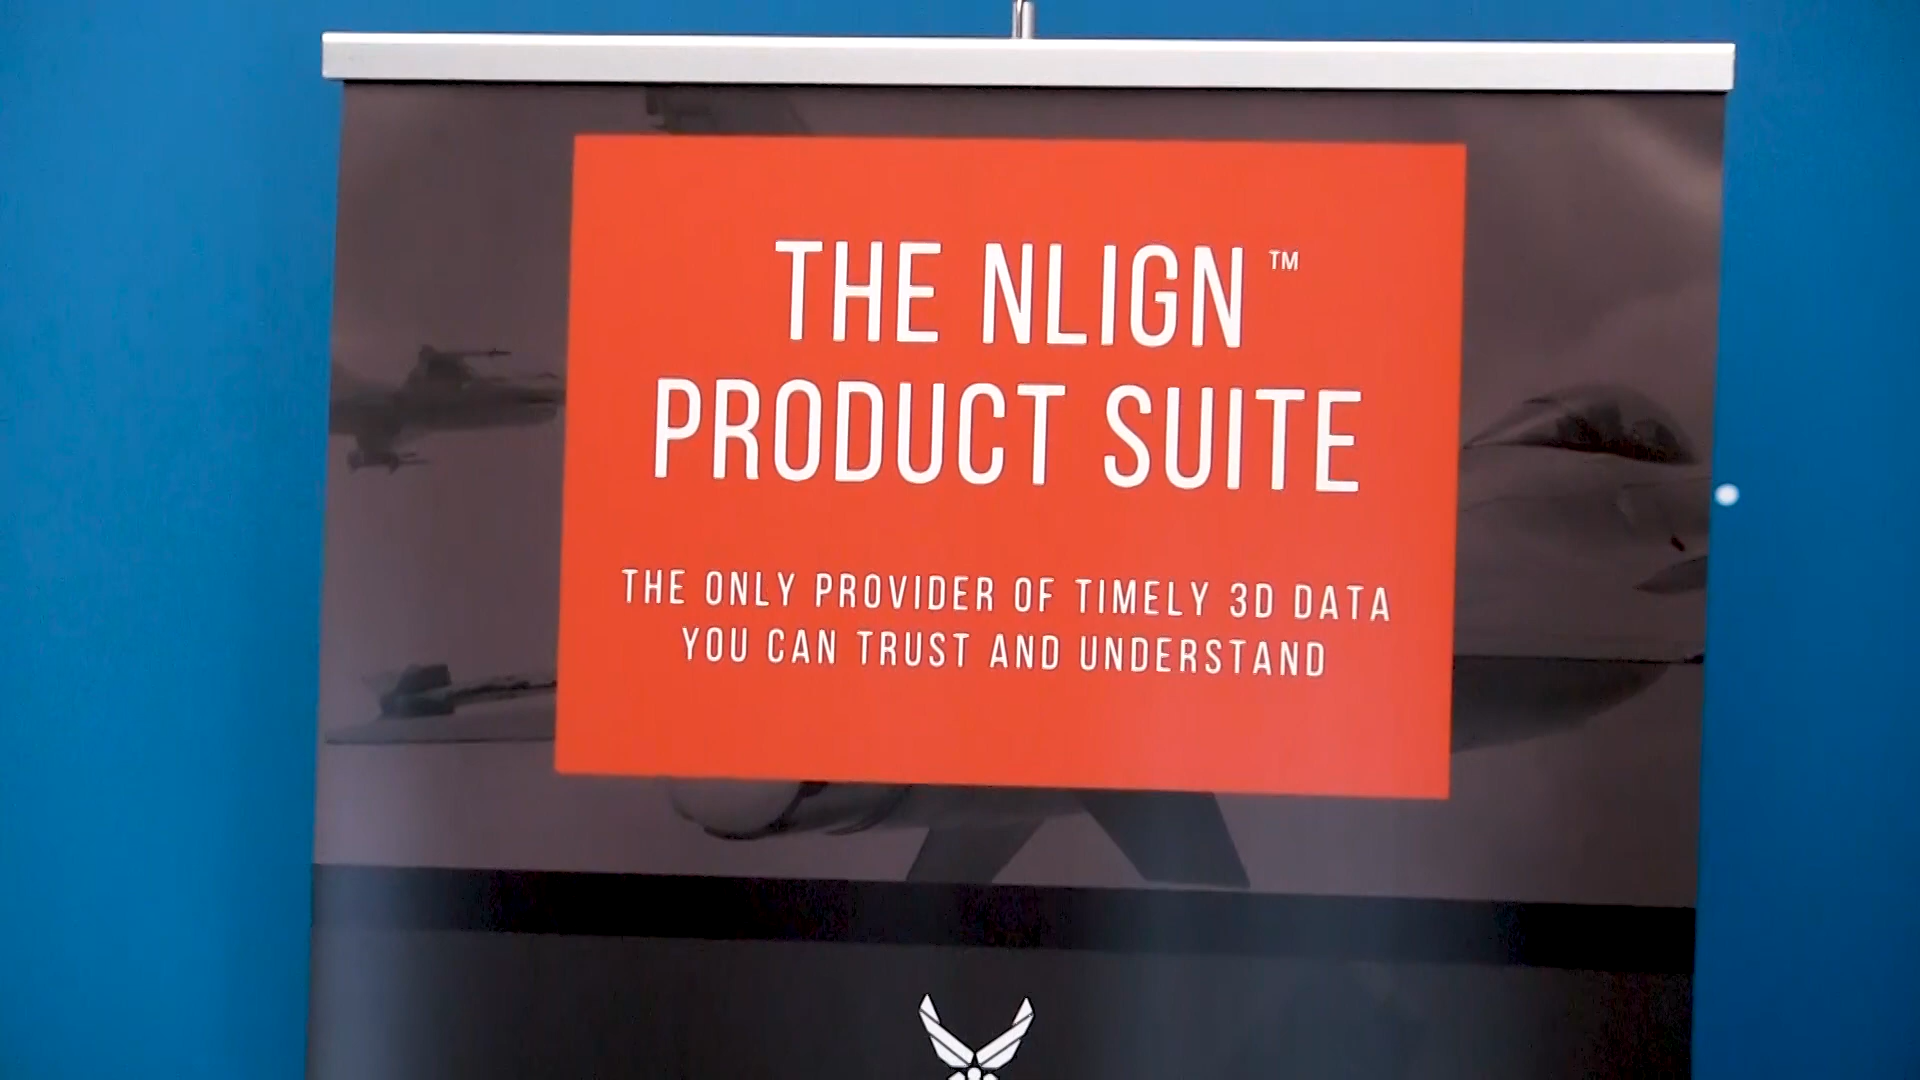 THE NLIGN™
PRODUCT SUITE
THE ONLY PROVIDER OF TIMELY 3D DATA
YOU CAN TRUST AND UNDERSTAND